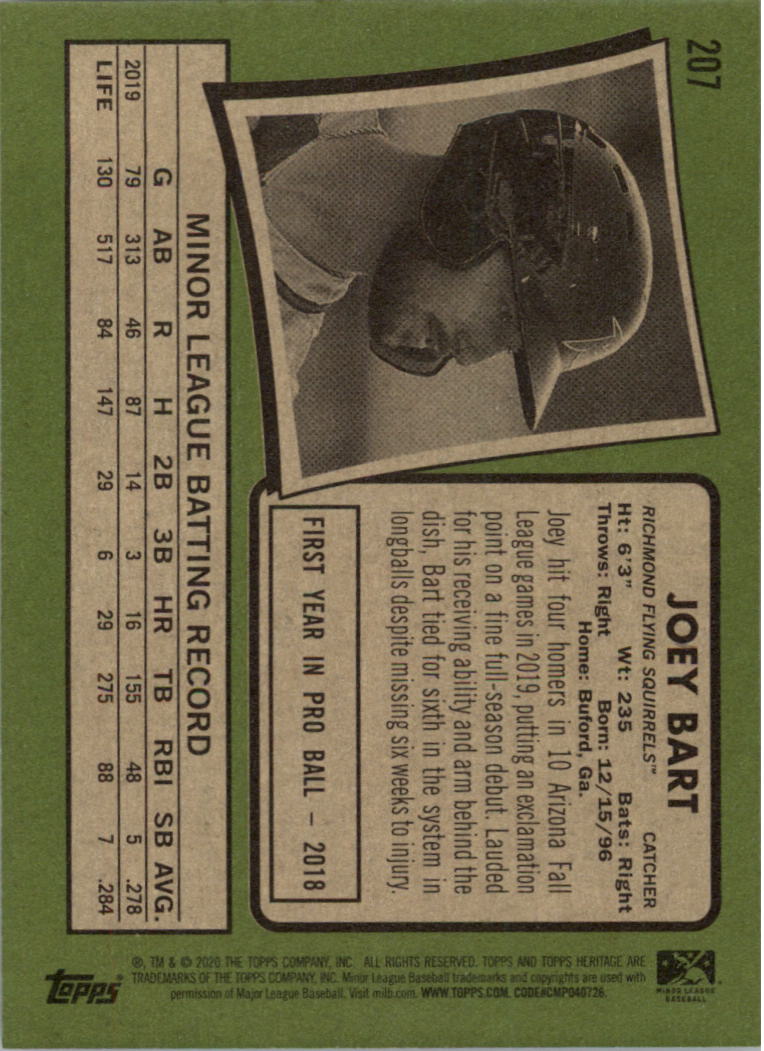 207
JOEY BART
RICHMOND FLYING SQUIRRELS™ CATCHER
Ht: 6'3" Wt: 235 Bats: Right
Throws: Right Born: 12/15/96
Home: Buford, Ga.
Joey hit four homers in 10 Arizona Fall
League games in 2019, putting an exclamation
point on a fine full-season debut. Lauded
for his receiving ability and arm behind the
dish, Bart tied for sixth in the system in
longballs despite missing six weeks to injury.
FIRST YEAR IN PRO BALL – 2018
MINOR LEAGUE BATTING RECORD
G AB R H 2B 3B HR TB RBI SB AVG.
2019 79 313 46 87 14 3 16 155 48 5 .278
LIFE 130 517 84 147 29 6 29 275 88 7 .284
MINOR LEAGUE
BASEBALL
®, TM & © 2020 THE TOPPS COMPANY, INC. ALL RIGHTS RESERVED. TOPPS AND TOPPS HERITAGE ARE
TRADEMARKS OF THE TOPPS COMPANY, INC. Minor League Baseball trademarks and copyrights are used with
permission of Major League Baseball. Visit milb.com. WWW.TOPPS.COM. CODE#CMP040726.
topps®